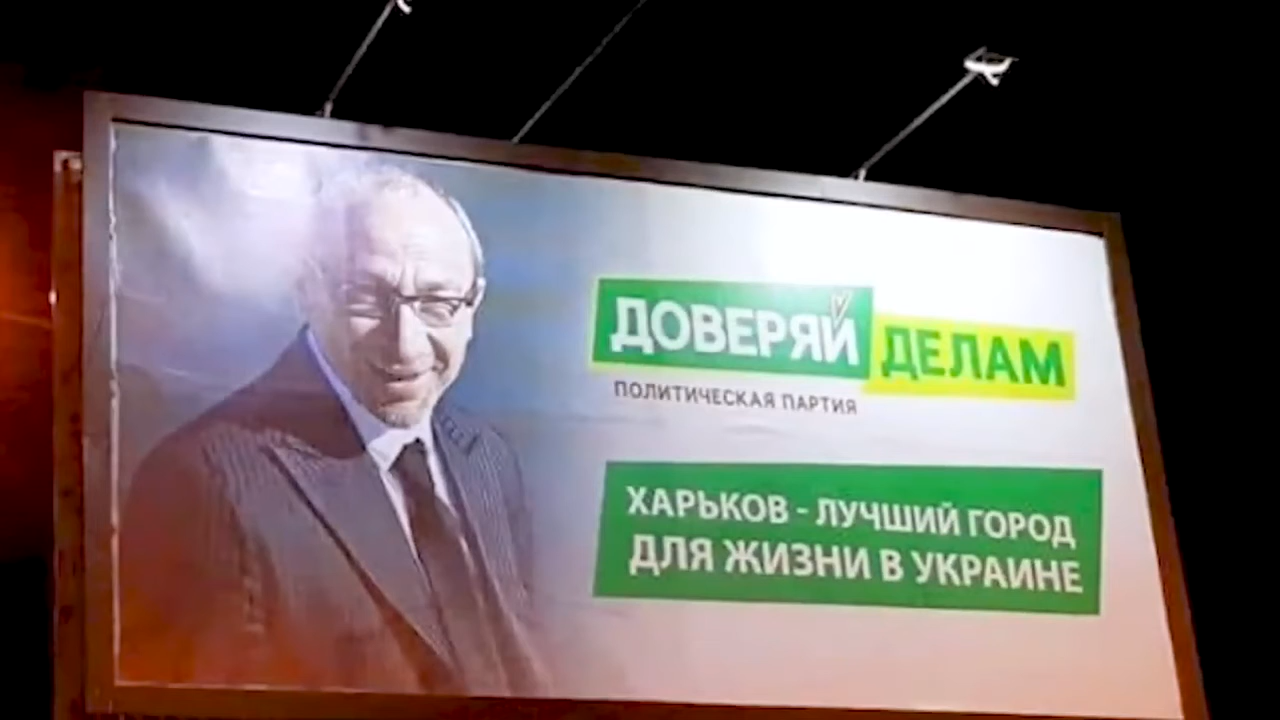 ДОВЕРЯЙ ДЕЛАМ
ПОЛИТИЧЕСКАЯ ПАРТИЯ
ХАРЬКОВ - ЛУЧШИЙ ГОРОД
ДЛЯ ЖИЗНИ В УКРАИНЕ